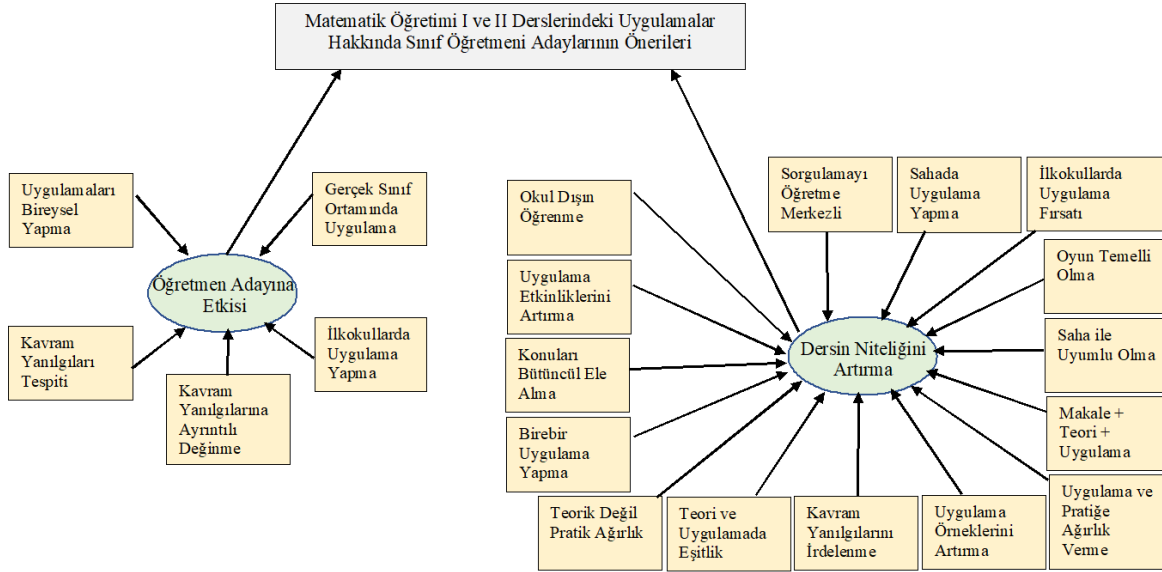 Matematik Öğretimi I ve II Derslerindeki Uygulamalar
Hakkında Sınıf Öğretmeni Adaylarının Önerileri
Uygulamaları
Bireysel
Yapma
Gerçek Sınıf
Ortamında
Uygulama
Öğretmen Adayına
Etkisi
Kavram
Yanılgıları
Tespiti
Kavram
Yanılgılarına
Ayrıntılı
Değinme
İlkokullarda
Uygulama
Yapma
Okul Dışın
Öğrenme
Uygulama
Etkinliklerini
Artırma
Konuları
Bütüncül Ele
Alma
Birebir
Uygulama
Yapma
Teorik Değil
Pratik Ağırlık
Teori ve
Uygulamada
Eşitlik
Kavram
Yanılgılarını
İrdelenme
Uygulama
Örneklerini
Artırma
Uygulama ve
Pratiğe
Ağırlık
Verme
Makale +
Teori +
Uygulama
Saha ile
Uyumlu Olma
Oyun Temelli
Olma
İlkokullarda
Uygulama
Fırsatı
Sahada
Uygulama
Yapma
Sorgulamayı
Öğretme
Merkezli
Dersin Niteliğini
Artırma